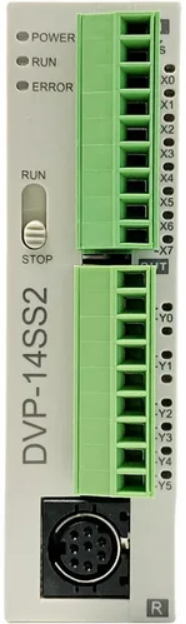 POWER
RUN
ERROR
S
X0
X1
X2
X3
X4
X5
X6
X7
RUN
STOP
DVP-14SS2
Y0
Y1
Y2
Y3
Y4
Y5
R